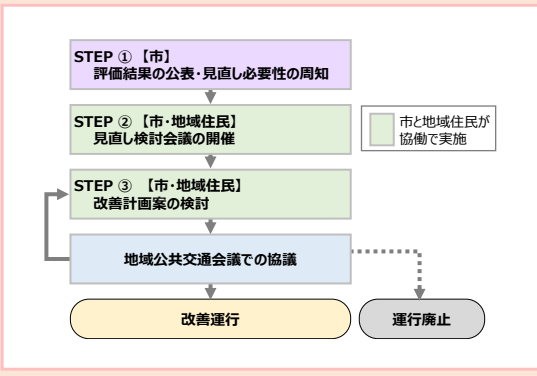 STEP ① 【市】
評価結果の公表・見直し必要性の周知
STEP ② 【市・地域住民】
見直し検討会議の開催
市と地域住民が
協働で実施
STEP ③ 【市・地域住民】
改善計画案の検討
地域公共交通会議での協議
改善運行
運行廃止